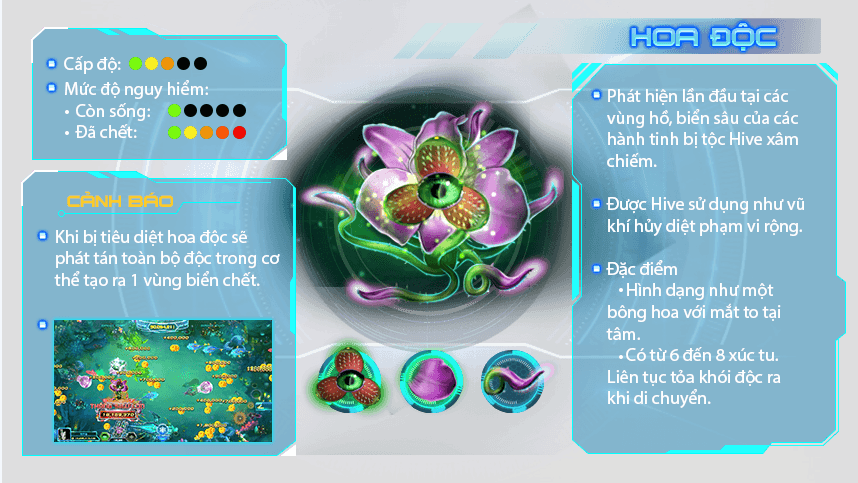 HOA ĐỘC
Cấp độ:
Mức độ nguy hiểm:
• Còn sống:
• Đã chết:
CẢNH BÁO
Khi bị tiêu diệt hoa độc sẽ
phát tán toàn bộ độc trong cơ
thể tạo ra 1 vùng biển chết.
Phát hiện lần đầu tại các
vùng hồ, biển sâu của các
hành tinh bị tộc Hive xâm
chiếm.
Được Hive sử dụng như vũ
khí hủy diệt phạm vi rộng.
Đặc điểm
• Hình dạng như một
bông hoa với mắt to tại
tâm.
• Có từ 6 đến 8 xúc tu.
Liên tục tỏa khói độc ra
khi di chuyển.